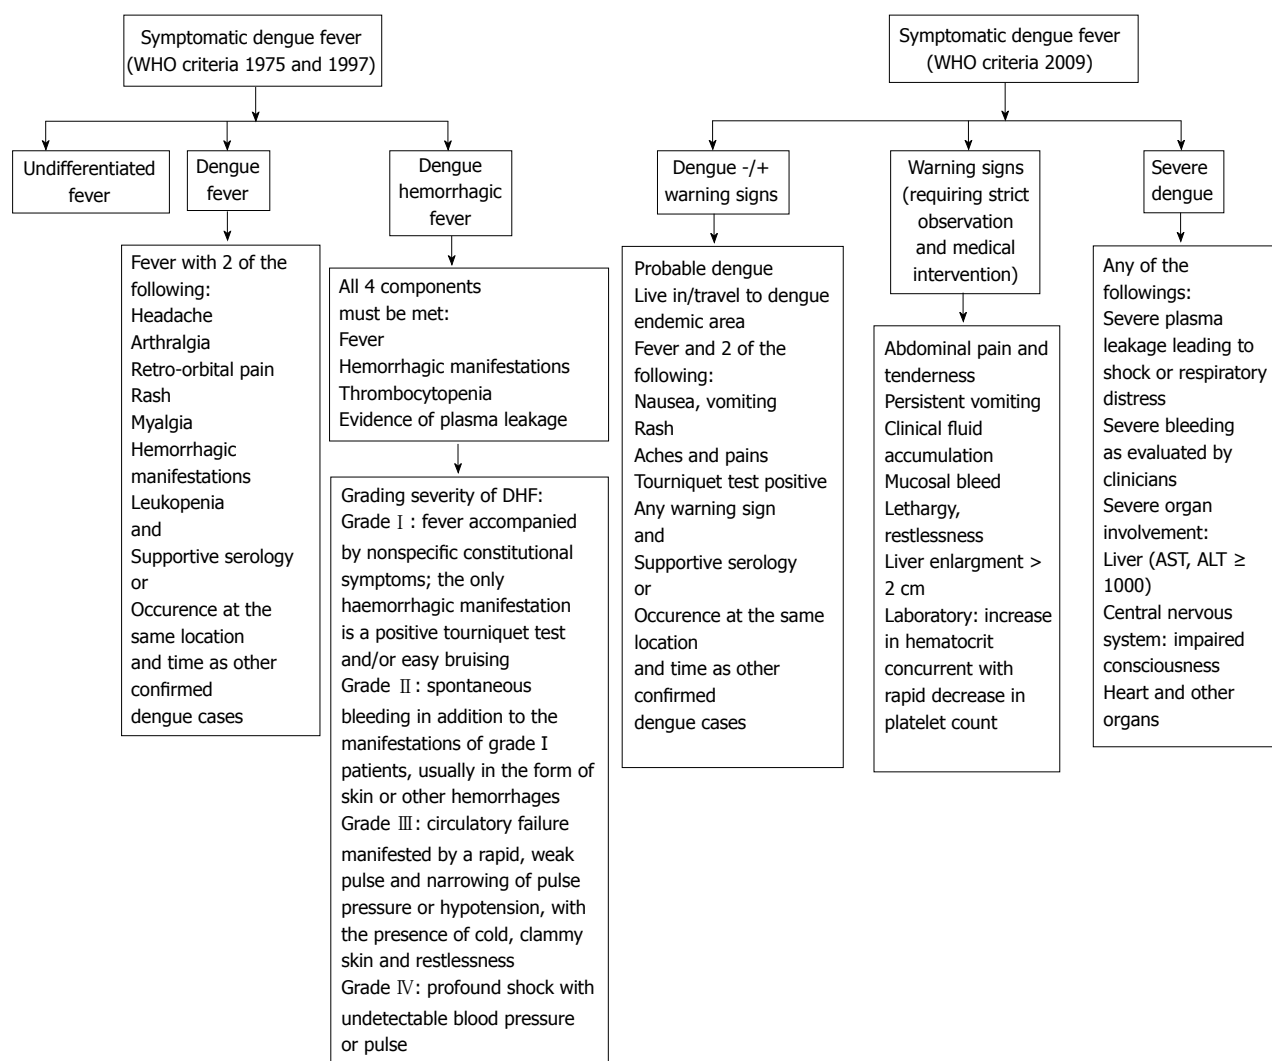 Symptomatic dengue fever
(WHO criteria 1975 and 1997)
Undifferentiated
fever
Dengue
fever
Dengue
hemorrhagic
fever
Fever with 2 of the
following:
Headache
Arthralgia
Retro-orbital pain
Rash
Myalgia
Hemorrhagic
manifestations
Leukopenia
and
Supportive serology
or
Occurence at the
same location
and time as other
confirmed
dengue cases
All 4 components
must be met:
Fever
Hemorrhagic manifestations
Thrombocytopenia
Evidence of plasma leakage
Grading severity of DHF:
Grade Ⅰ: fever accompanied
by nonspecific constitutional
symptoms; the only
haemorrhagic manifestation
is a positive tourniquet test
and/or easy bruising
Grade Ⅱ: spontaneous
bleeding in addition to the
manifestations of grade I
patients, usually in the form of
skin or other hemorrhages
Grade Ⅲ: circulatory failure
manifested by a rapid, weak
pulse and narrowing of pulse
pressure or hypotension, with
the presence of cold, clammy
skin and restlessness
Grade Ⅳ: profound shock with
undetectable blood pressure
or pulse
Symptomatic dengue fever
(WHO criteria 2009)
Dengue -/+
warning signs
Warning signs
(requiring strict
observation
and medical
intervention)
Severe
dengue
Probable dengue
Live in/travel to dengue
endemic area
Fever and 2 of the
following:
Nausea, vomiting
Rash
Aches and pains
Tourniquet test positive
Any warning sign
and
Supportive serology
or
Occurence at the same
location
and time as other
confirmed
dengue cases
Abdominal pain and
tenderness
Persistent vomiting
Clinical fluid
accumulation
Mucosal bleed
Lethargy,
restlessness
Liver enlargment >
2 cm
Laboratory: increase
in hematocrit
concurrent with
rapid decrease in
platelet count
Any of the
followings:
Severe plasma
leakage leading to
shock or respiratory
distress
Severe bleeding
as evaluated by
clinicians
Severe organ
involvement:
Liver (AST, ALT ≥
1000)
Central nervous
system: impaired
consciousness
Heart and other
organs